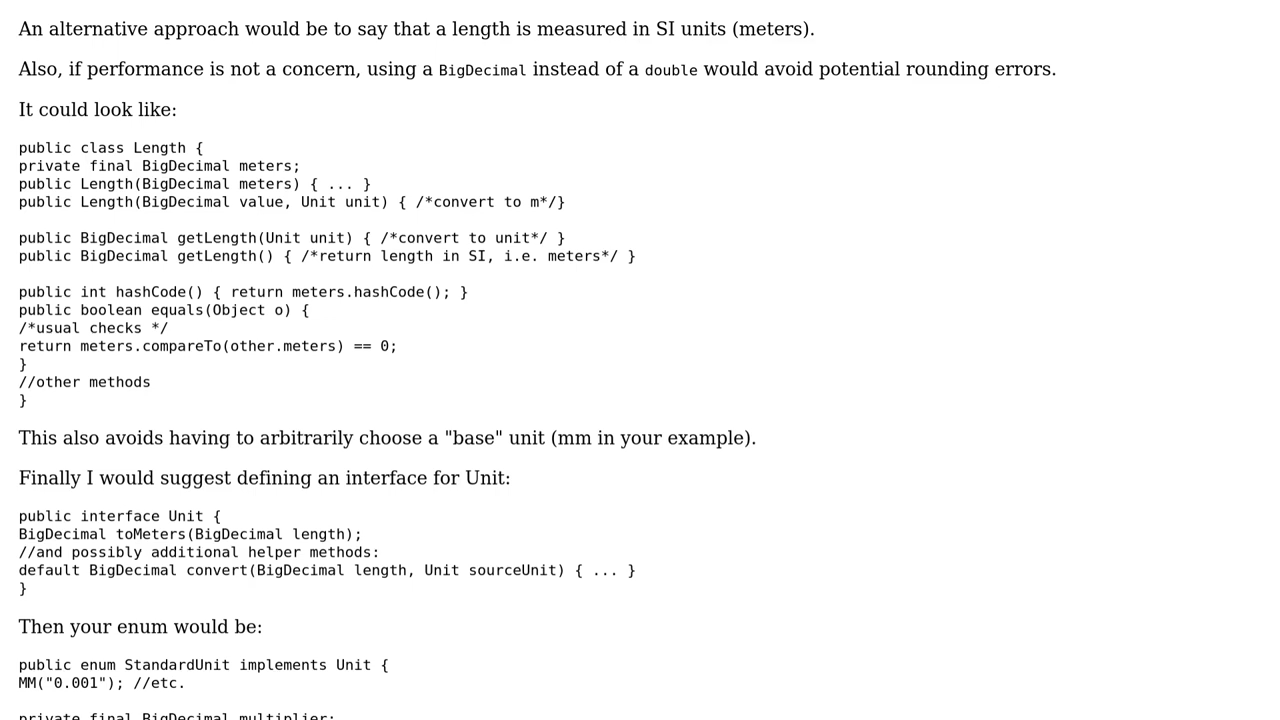 An alternative approach would be to say that a length is measured in SI units (meters).
Also, if performance is not a concern, using a BigDecimal instead of a double would avoid potential rounding errors.
It could look like:
public class Length {
private final BigDecimal meters;
public Length(BigDecimal meters) { ... }
public Length(BigDecimal value, Unit unit) { /*convert to m*/}
public BigDecimal getLength(Unit unit) { /*convert to unit*/ }
public BigDecimal getLength() { /*return length in SI, i.e. meters*/ }
public int hashCode() { return meters.hashCode(); }
public boolean equals(Object o) {
/*usual checks */
return meters.compareTo(other.meters) == 0;
}
//other methods
}
This also avoids having to arbitrarily choose a "base" unit (mm in your example).
Finally I would suggest defining an interface for Unit:
public interface Unit {
BigDecimal toMeters(BigDecimal length);
//and possibly additional helper methods:
default BigDecimal convert(BigDecimal length, Unit sourceUnit) { ... }
}
Then your enum would be:
public enum StandardUnit implements Unit {
MM("0.001"); //etc.
private final BigDecimal multiplier;